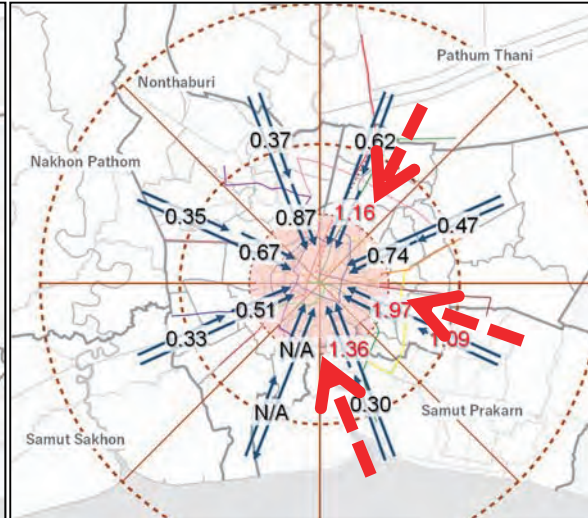 Pathum Thani
Nonthaburi
0.37
0.62
Nakhon Pathom
0.35
0.87
1.16
0.47
0.67
0.74
0.51
1.97
0.33
N/A
1.36
1.09
N/A
0.30
Samut Prakarn
Samut Sakhon